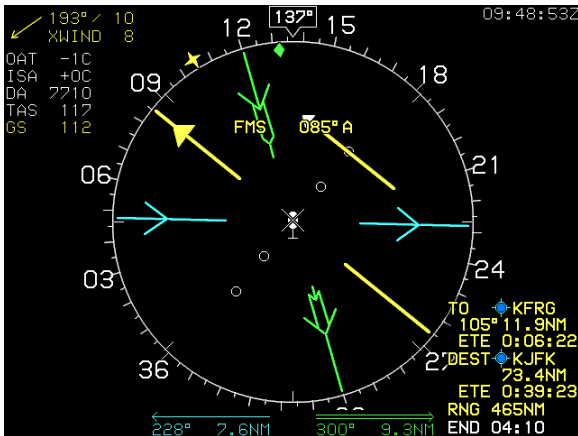 193° / 10
XWIND 8
OAT -1C
ISA +0C
DA 7710
TAS 117
GS 112
137°
09:48:53Z
12
15
09
18
FMS 085°A
06
21
03
24
36
27
TO KFRG
105° 11.9NM
ETE 0:06:22
DEST KJFK
73.4NM
ETE 0:39:23
RNG 465NM
END 04:10
228° 7.6NM
300° 9.3NM